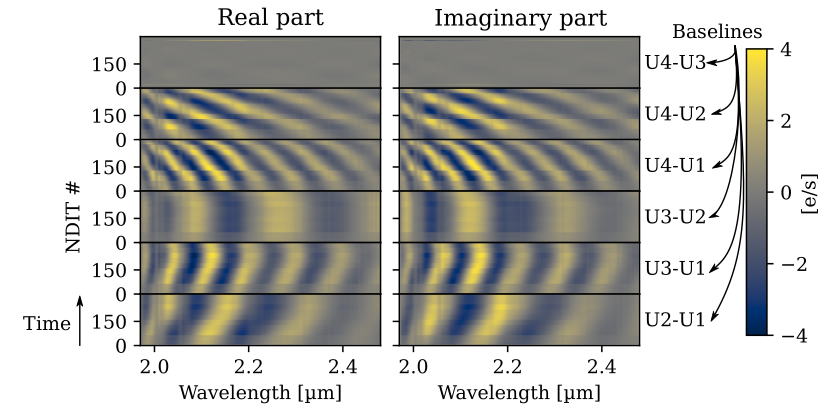 Real part
Imaginary part
Baselines
150
0
150
0
150
0
150
0
150
0
150
0
NDIT #
Time
U4-U3
U4-U2
U4-U1
U3-U2
U3-U1
U2-U1
4
2
0
−2
−4
[e/s]
2.0 2.2 2.4
2.0 2.2 2.4
Wavelength [µm]
Wavelength [µm]